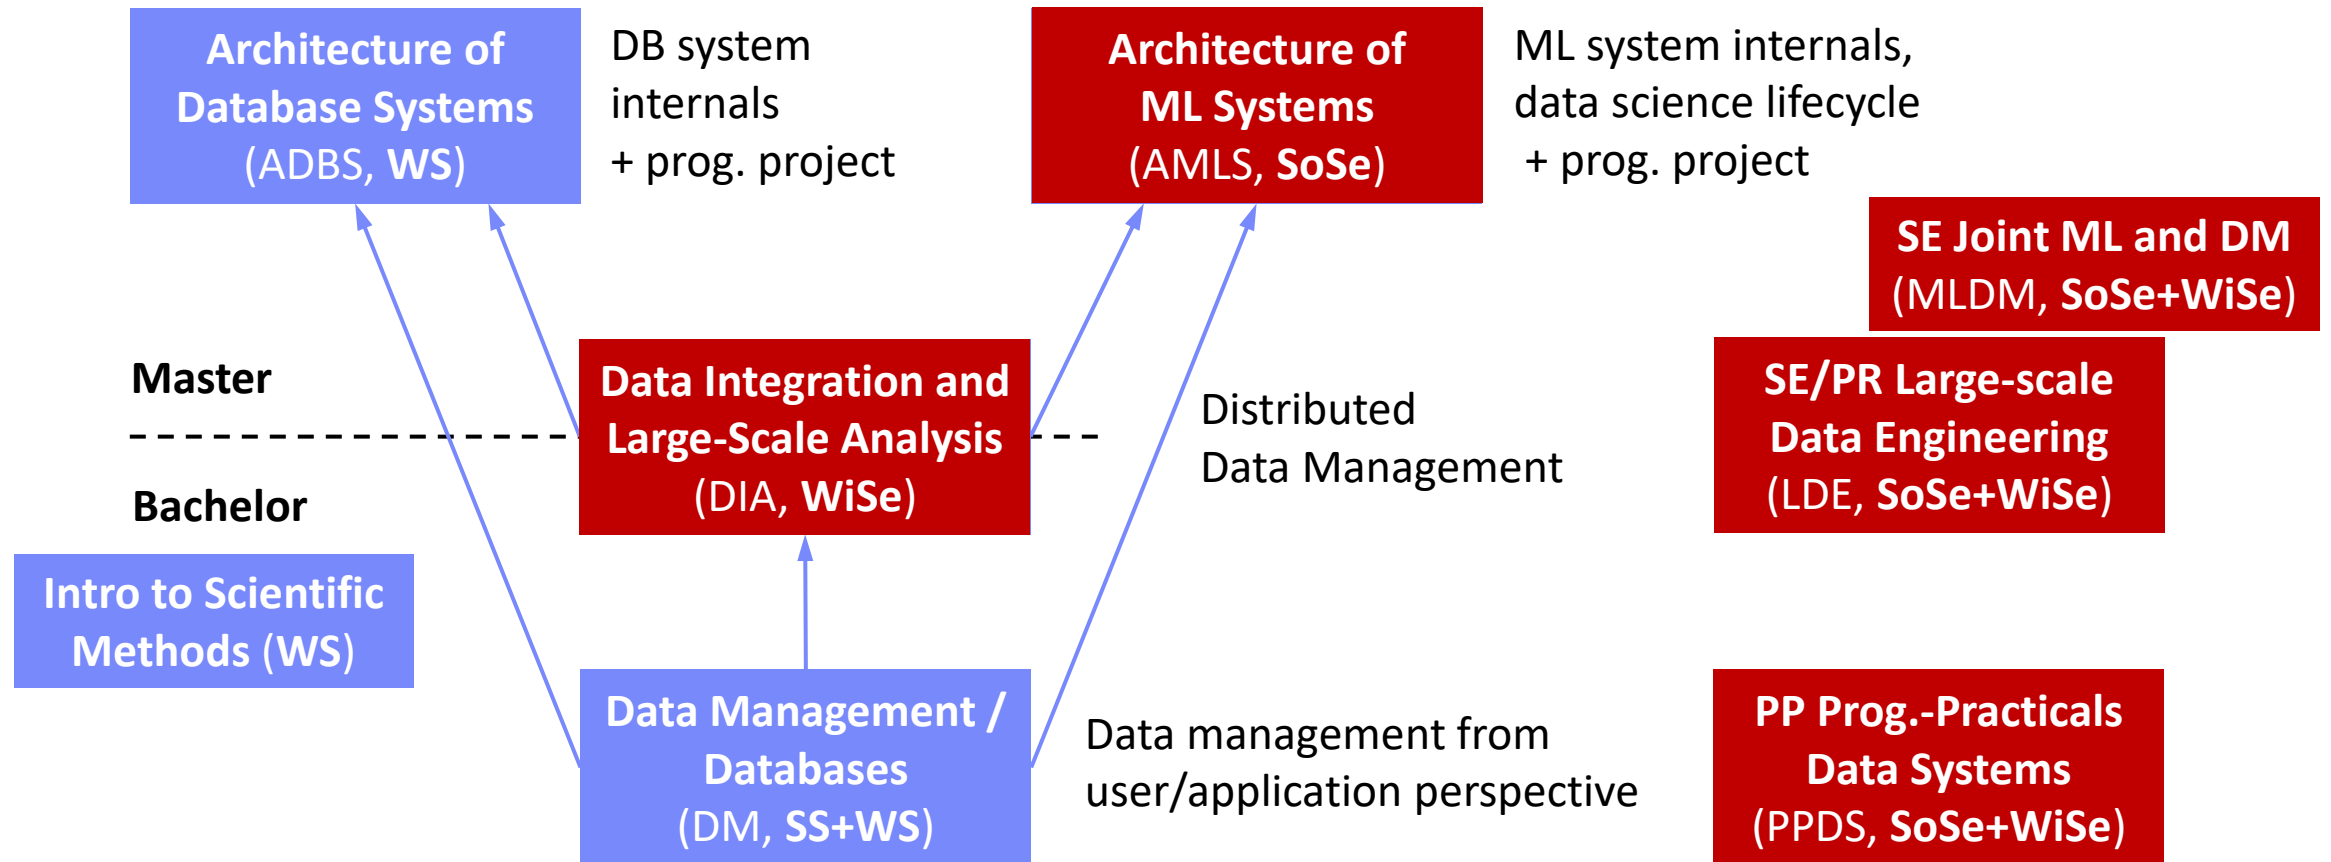 Architecture of
Database Systems
(ADBS, WS)
DB system
internals
+ prog. project
Architecture of
ML Systems
(AMLS, SoSe)
ML system internals,
data science lifecycle
+ prog. project
SE Joint ML and DM
(MLDM, SoSe+WiSe)
Master
Bachelor
Data Integration and
Large-Scale Analysis
(DIA, WiSe)
Distributed
Data Management
SE/PR Large-scale
Data Engineering
(LDE, SoSe+WiSe)
Intro to Scientific
Methods (WS)
Data Management /
Databases
(DM, SS+WS)
Data management from
user/application perspective
PP Prog.-Practicals
Data Systems
(PPDS, SoSe+WiSe)